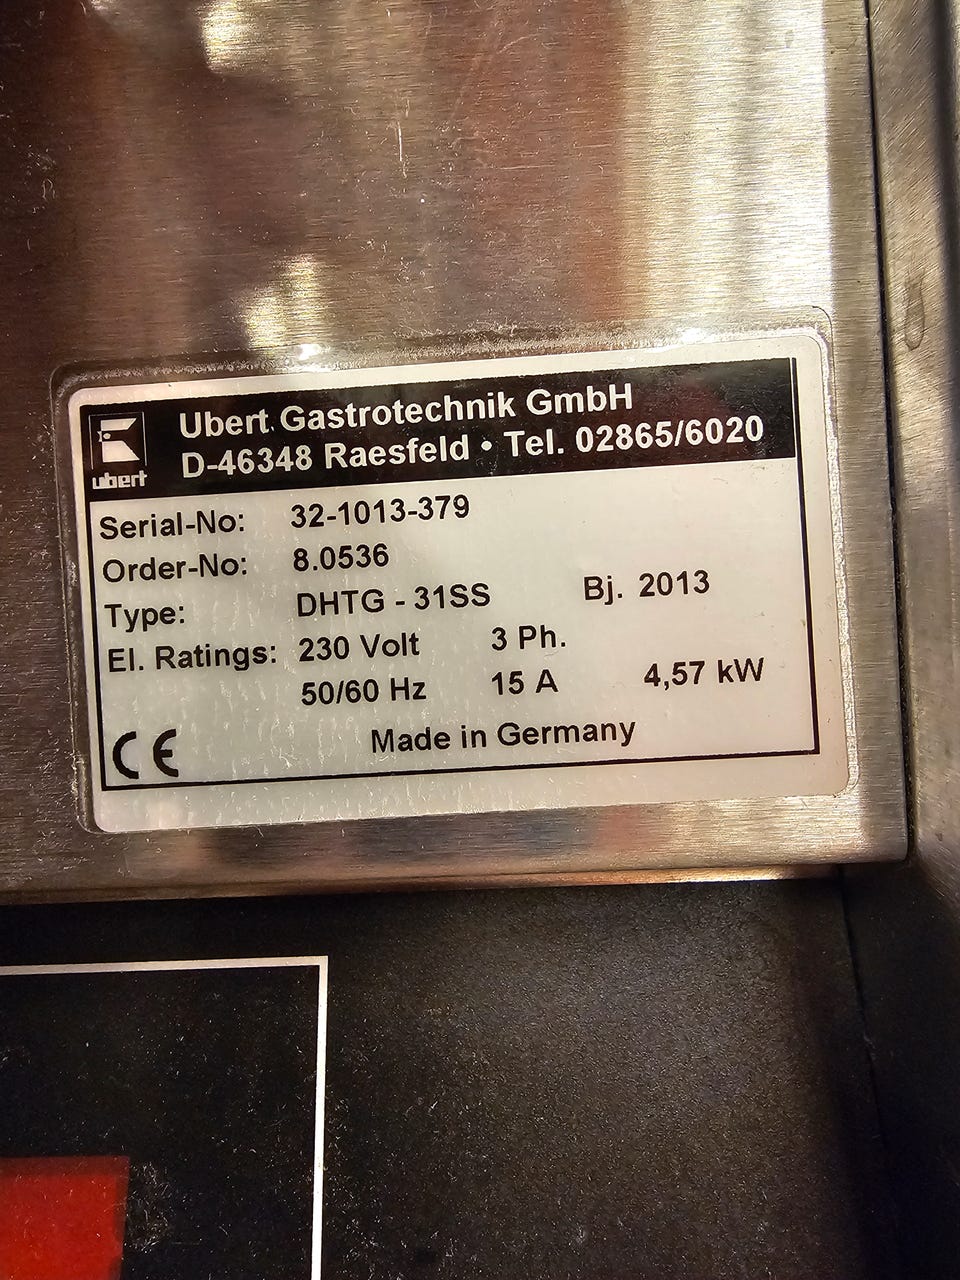 Ubert Gastrotechnik GmbH
D-46348 Raesfeld • Tel. 02865/6020
ubert
Serial-No: 32-1013-379
Order-No: 8.0536
Type: DHTG - 31SS Bj. 2013
El. Ratings: 230 Volt 3 Ph.
50/60 Hz 15 A 4,57 kW
CE Made in Germany